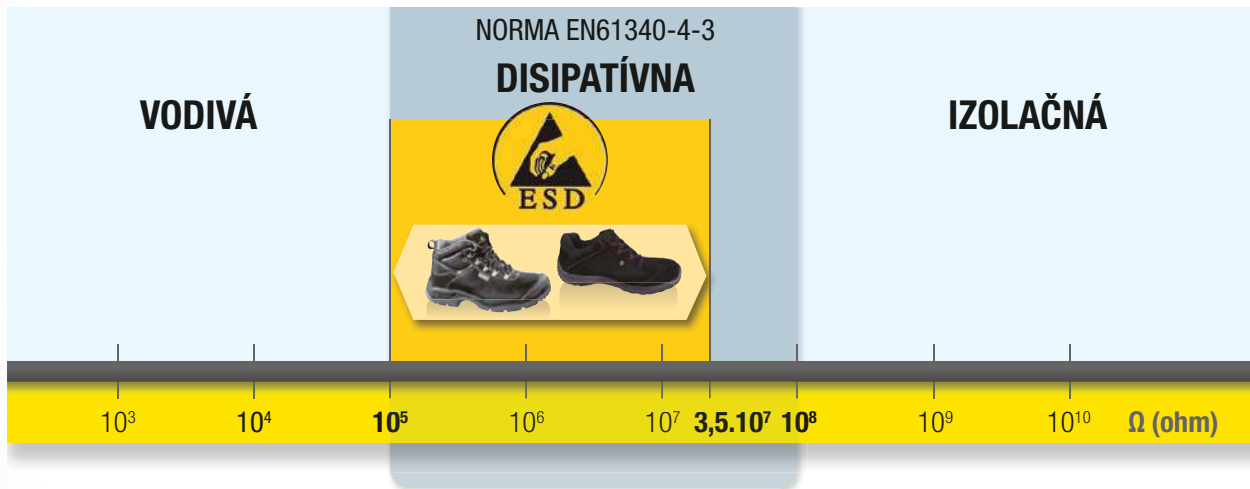 NORMA EN61340-4-3
DISIPATÍVNA
VODIVÁ
IZOLAČNÁ
ESD
10³ 10⁴ 10⁵ 10⁶ 10⁷ 3,5.10⁷ 10⁸ 10⁹ 10¹⁰ Ω (ohm)